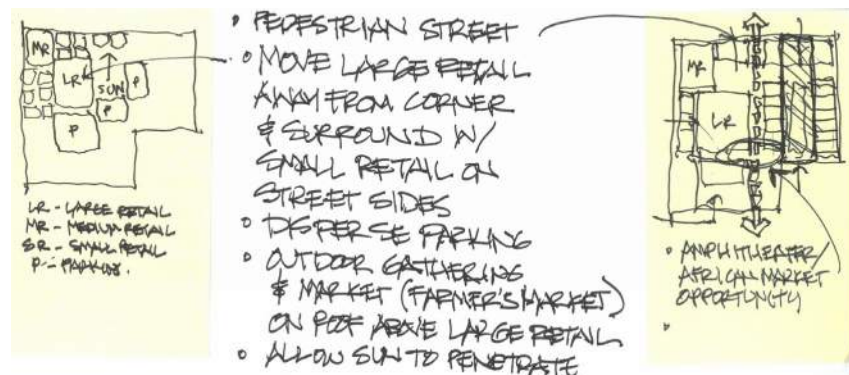 MR
LR
SUN
P
P
P
LR - LARGE RETAIL
MR - MEDIUM RETAIL
SR - SMALL RETAIL
P - PARKING.
• PEDESTRIAN STREET
• MOVE LARGE RETAIL
AWAY FROM CORNER
& SURROUND W/
SMALL RETAIL ON
STREET SIDES
• DISPERSE PARKING
• OUTDOOR GATHERING
& MARKET (FARMER'S MARKET)
ON ROOF ABOVE LARGE RETAIL
• ALLOW SUN TO PENETRATE
MR
LR
• AMPHITHEATER/
AFRICAN MARKET
OPPORTUNITY
•